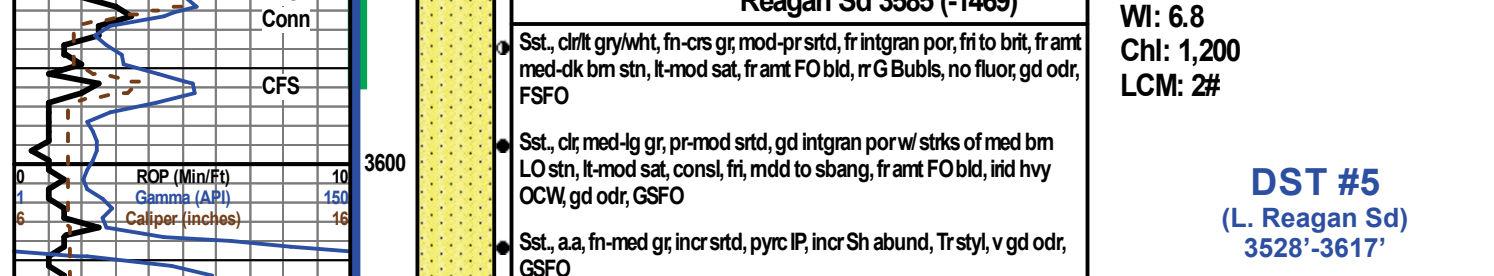 Conn
CFS
3600
0 ROP (Min/Ft) 10
1 Gamma (API) 150
6 Caliper (inches) 16
Reagan Sd 3585 (-1469)
Sst., clr/lt gry/wht, fn-crs gr, mod-pr srtd, fr intgran por, fri to brit, fr amt
med-dk brn stn, lt-mod sat, fr amt FO bld, rr G Bubls, no fluor, gd odr,
FSFO
Sst., clr, med-lg gr, pr-mod srtd, gd intgran por w/ strks of med brn
LO stn, lt-mod sat, consl, fri, rndd to sbang, fr amt FO bld, irid hvy
OCW, gd odr, GSFO
Sst., a.a, fn-med gr, incr srtd, pyrc IP, incr Sh abund, Tr styl, v gd odr,
GSFO
WI: 6.8
Chl: 1,200
LCM: 2#
DST #5
(L. Reagan Sd)
3528'-3617'